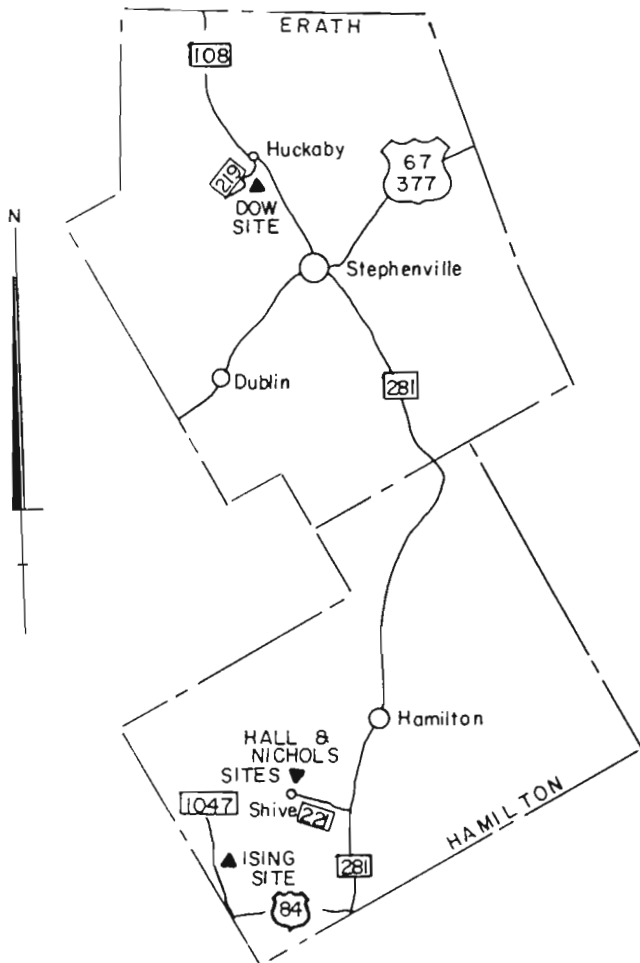 ERATH
108
Huckaby
219
67
377
DOW
SITE
N
Stephenville
Dublin
281
Hamilton
HALL &
NICHOLS
SITES
1047
Shive
221
HAMILTON
ISING
SITE
281
84